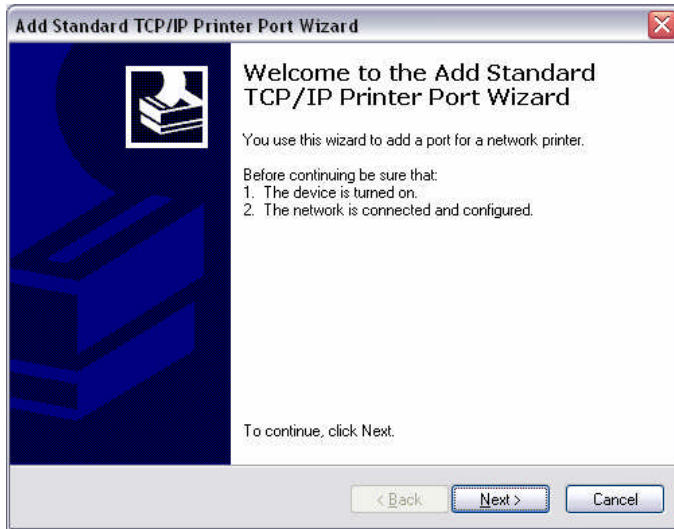 Add Standard TCP/IP Printer Port Wizard
Welcome to the Add Standard
TCP/IP Printer Port Wizard
You use this wizard to add a port for a network printer.
Before continuing be sure that:
1. The device is turned on.
2. The network is connected and configured.
To continue, click Next.
< Back
Next >
Cancel